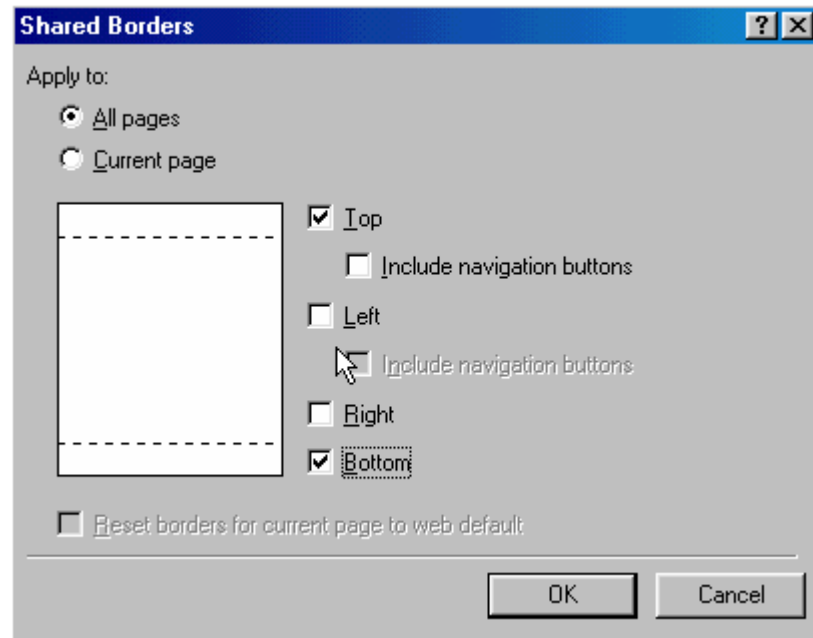 Shared Borders
Apply to:
All pages
Current page
Top
Include navigation buttons
Left
Include navigation buttons
Right
Bottom
Reset borders for current page to web default
OK Cancel